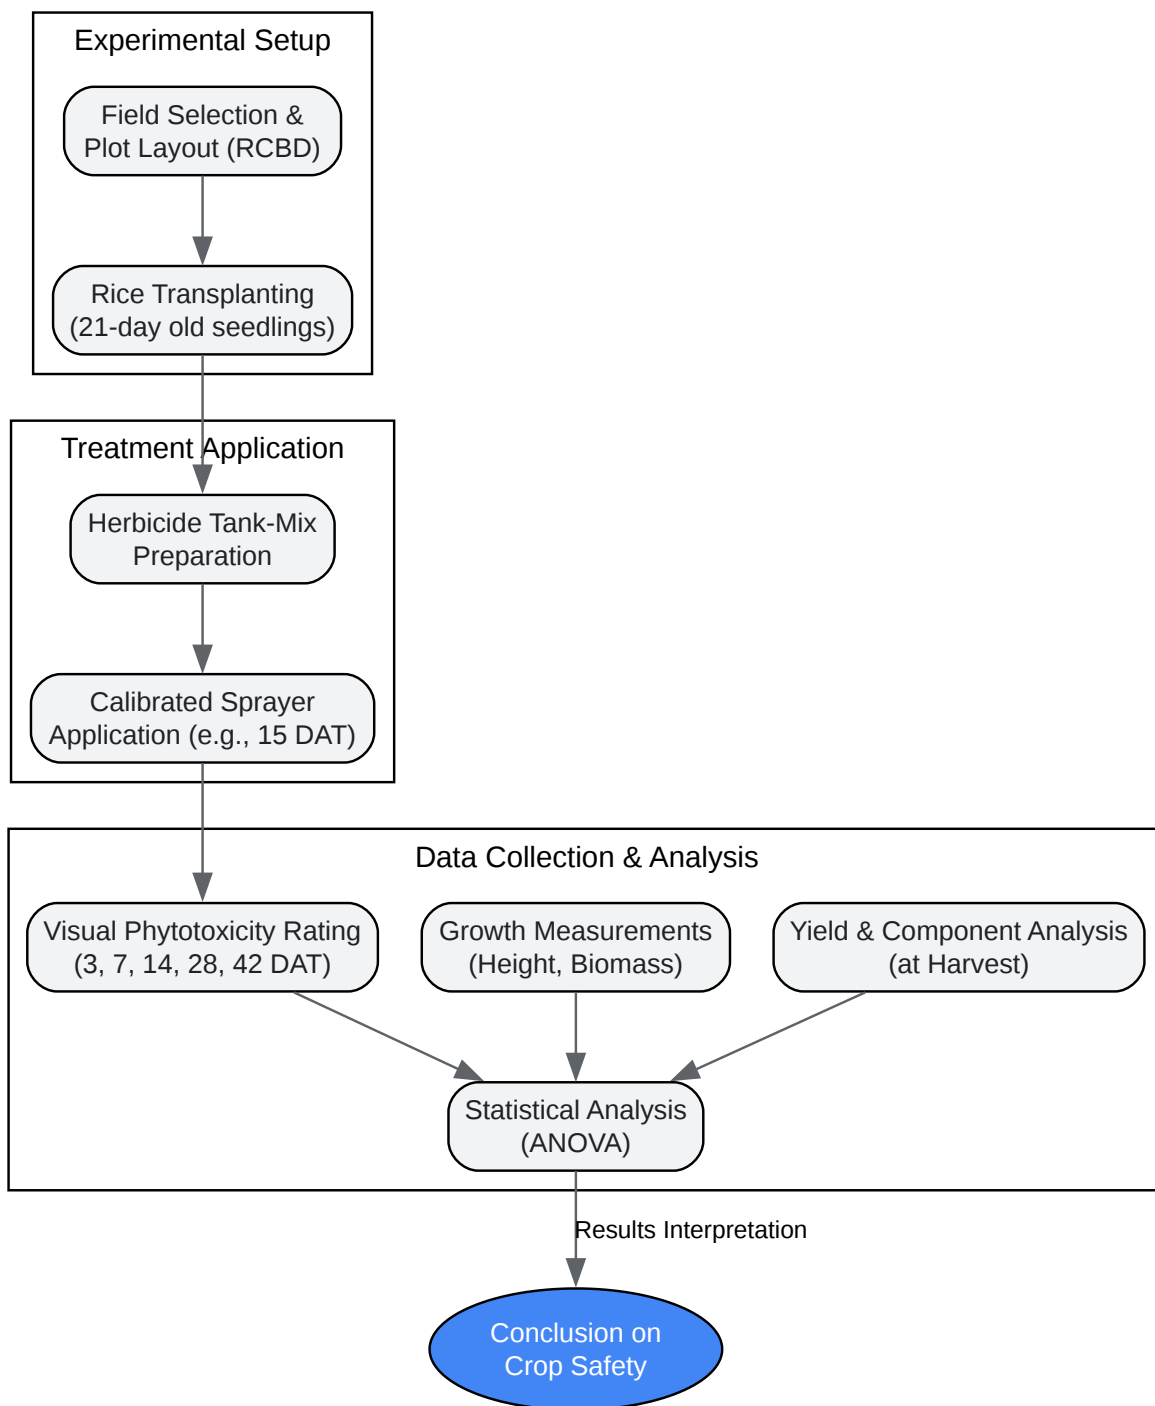 Experimental Setup
Field Selection &
Plot Layout (RCBD)
Rice Transplanting
(21-day old seedlings)
Treatment Application
Herbicide Tank-Mix
Preparation
Calibrated Sprayer
Application (e.g., 15 DAT)
Data Collection & Analysis
Visual Phytotoxicity Rating
(3, 7, 14, 28, 42 DAT)
Growth Measurements
(Height, Biomass)
Yield & Component Analysis
(at Harvest)
Statistical Analysis
(ANOVA)
Results Interpretation
Conclusion on
Crop Safety